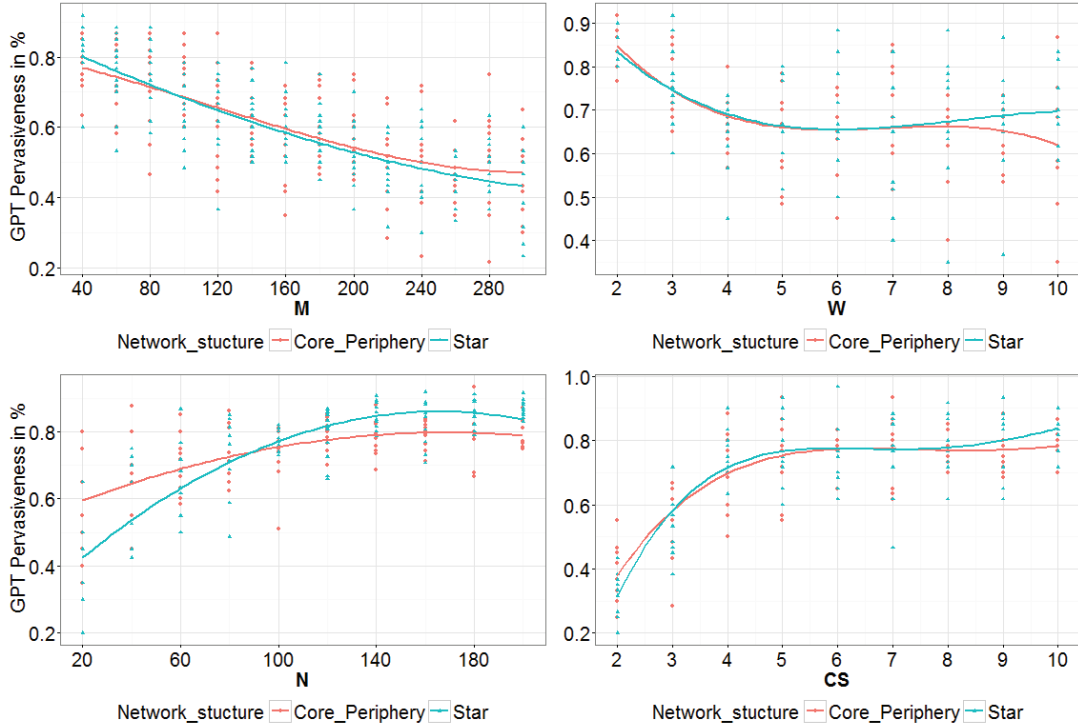 GPT Pervasiveness in %
0.8
0.6
0.4
0.2
40 80 120 160 200 240 280
M
Network_stucture Core_Periphery Star
0.9
0.8
0.7
0.6
0.5
0.4
2 3 4 5 6 7 8 9 10
W
Network_stucture Core_Periphery Star
GPT Pervasiveness in %
0.8
0.6
0.4
0.2
20 60 100 140 180
N
Network_stucture Core_Periphery Star
1.0
0.8
0.6
0.4
0.2
2 3 4 5 6 7 8 9 10
CS
Network_stucture Core_Periphery Star